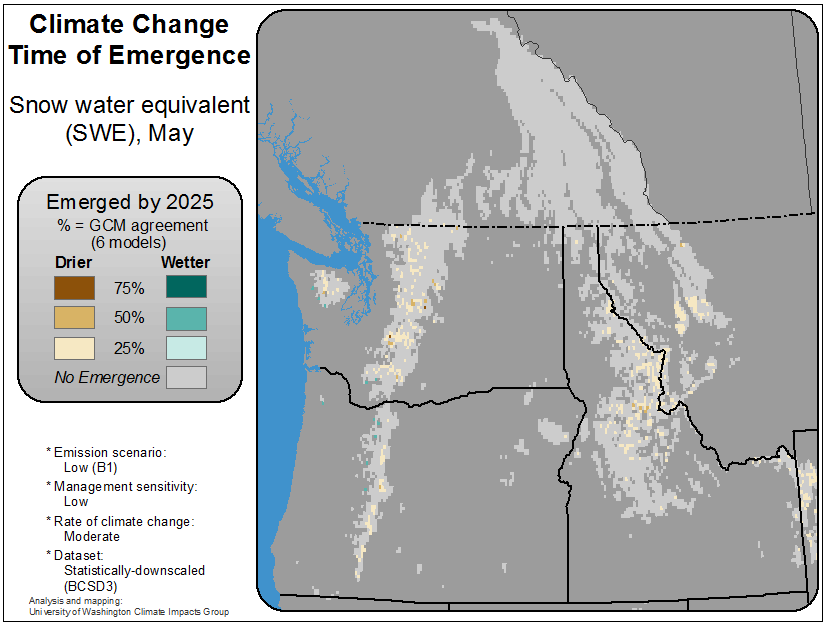 Climate Change
Time of Emergence
Snow water equivalent
(SWE), May
Emerged by 2025
% = GCM agreement
(6 models)
Drier Wetter
75%
50%
25%
No Emergence
* Emission scenario:
Low (B1)
* Management sensitivity:
Low
* Rate of climate change:
Moderate
* Dataset:
Statistically-downscaled
(BCSD3)
Analysis and mapping:
University of Washington Climate Impacts Group